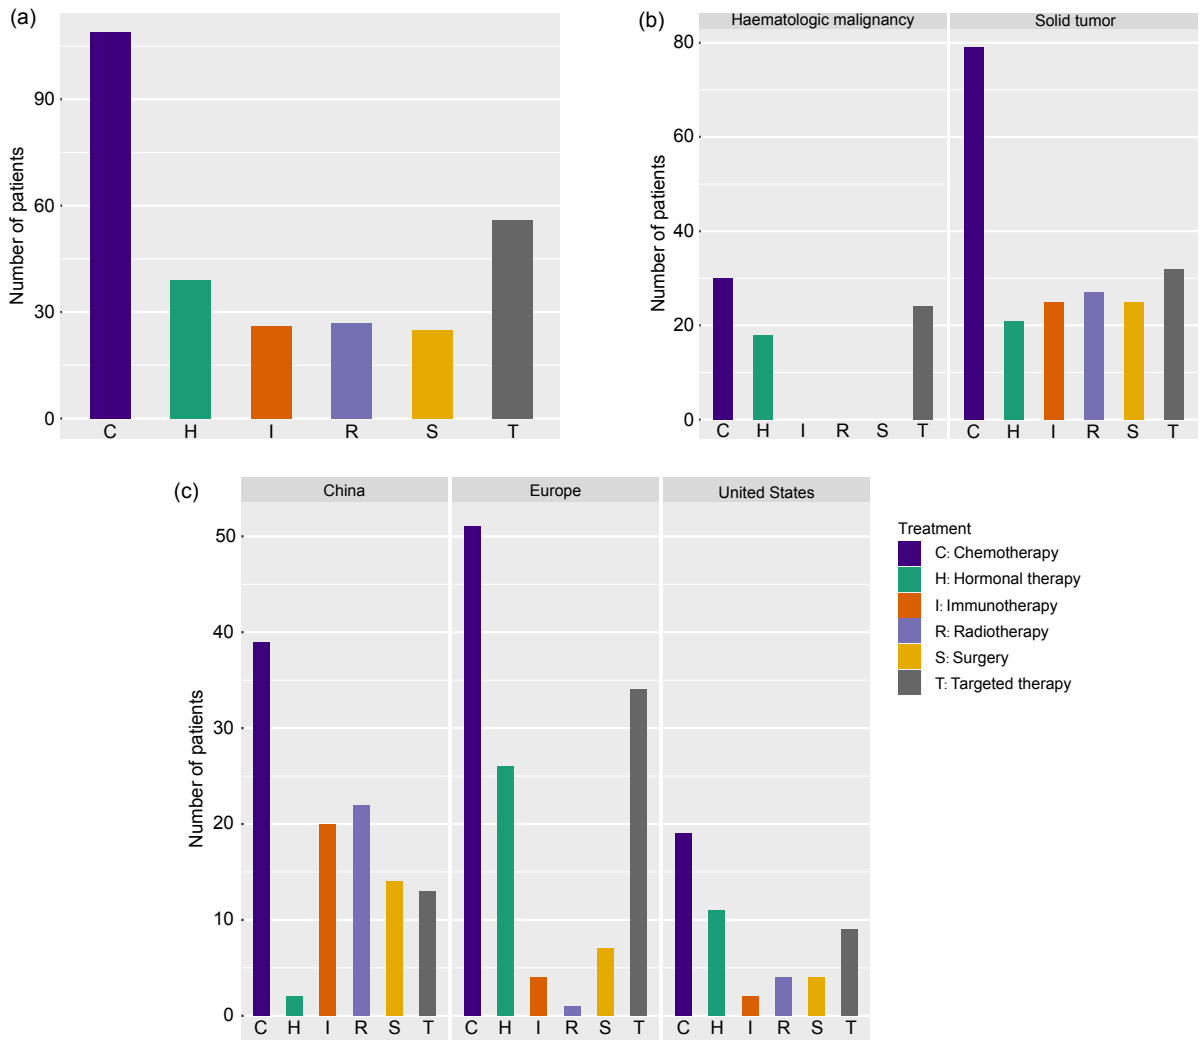 (a)
Number of patients
90
60
30
0
C H I R S T
(b)
Haematologic malignancy Solid tumor
Number of patients
80
60
40
20
0
C H I R S T C H I R S T
(c)
China Europe United States
Number of patients
50
40
30
20
10
0
C H I R S T C H I R S T C H I R S T
Treatment
C: Chemotherapy
H: Hormonal therapy
I: Immunotherapy
R: Radiotherapy
S: Surgery
T: Targeted therapy